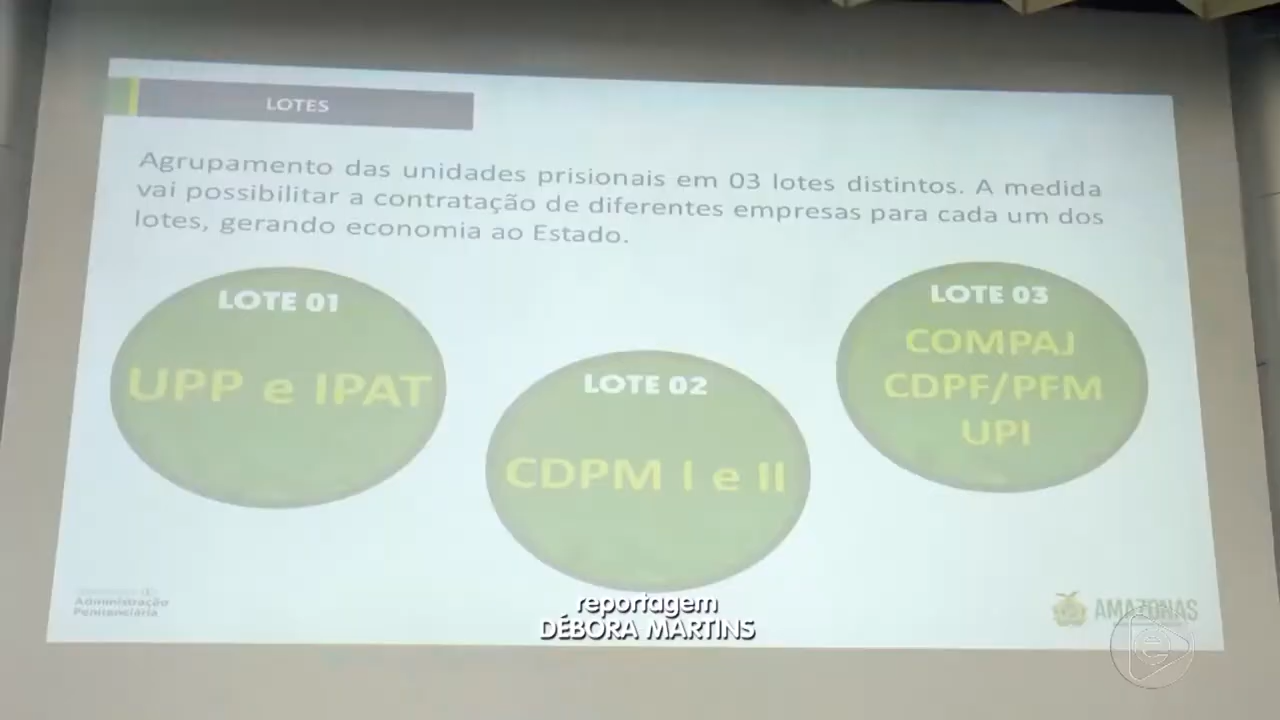 LOTES
Agrupamento das unidades prisionais em 03 lotes distintos. A medida
vai possibilitar a contratação de diferentes empresas para cada um dos
lotes, gerando economia ao Estado.
LOTE 01
UPP e IPAT
LOTE 02
CDPM I e II
LOTE 03
COMPAJ
CDPF/PFM
UPI
Administração
Penitenciária
AMAZONAS
reportagem
DÉBORA MARTINS